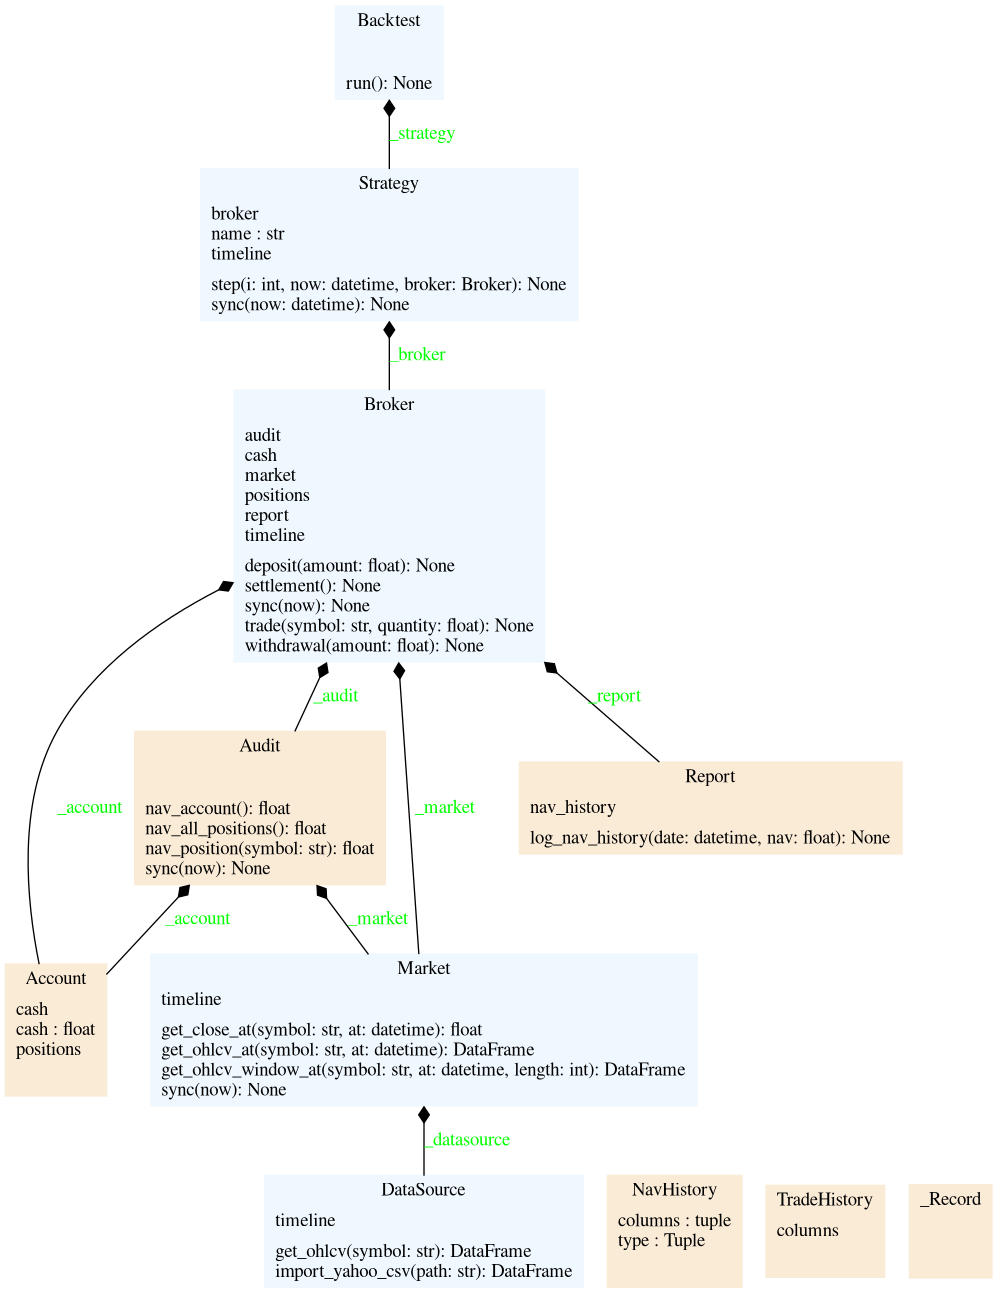 Backtest
run(): None
_strategy
Strategy
broker
name : str
timeline
step(i: int, now: datetime, broker: Broker): None
sync(now: datetime): None
_broker
Broker
audit
cash
market
positions
report
timeline
deposit(amount: float): None
settlement(): None
sync(now): None
trade(symbol: str, quantity: float): None
withdrawal(amount: float): None
_audit
_report
Audit
nav_account(): float
nav_all_positions(): float
nav_position(symbol: str): float
sync(now): None
_account
_market
Report
nav_history
log_nav_history(date: datetime, nav: float): None
_account
_market
Account
cash
cash : float
positions
Market
timeline
get_close_at(symbol: str, at: datetime): float
get_ohlcv_at(symbol: str, at: datetime): DataFrame
get_ohlcv_window_at(symbol: str, at: datetime, length: int): DataFrame
sync(now): None
_datasource
DataSource
timeline
get_ohlcv(symbol: str): DataFrame
import_yahoo_csv(path: str): DataFrame
NavHistory
columns : tuple
type : Tuple
TradeHistory
columns
_Record